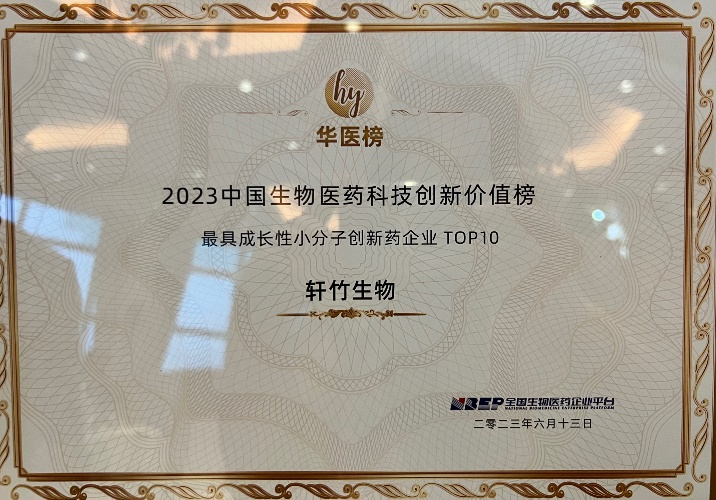 hy
华医榜
2023中国生物医药科技创新价值榜
最具成长性小分子创新药企业 TOP10
轩竹生物
NBEP 全国生物医药企业平台
NATIONAL BIOMEDICINE ENTERPRISE PLATFORM
二零二三年六月十三日